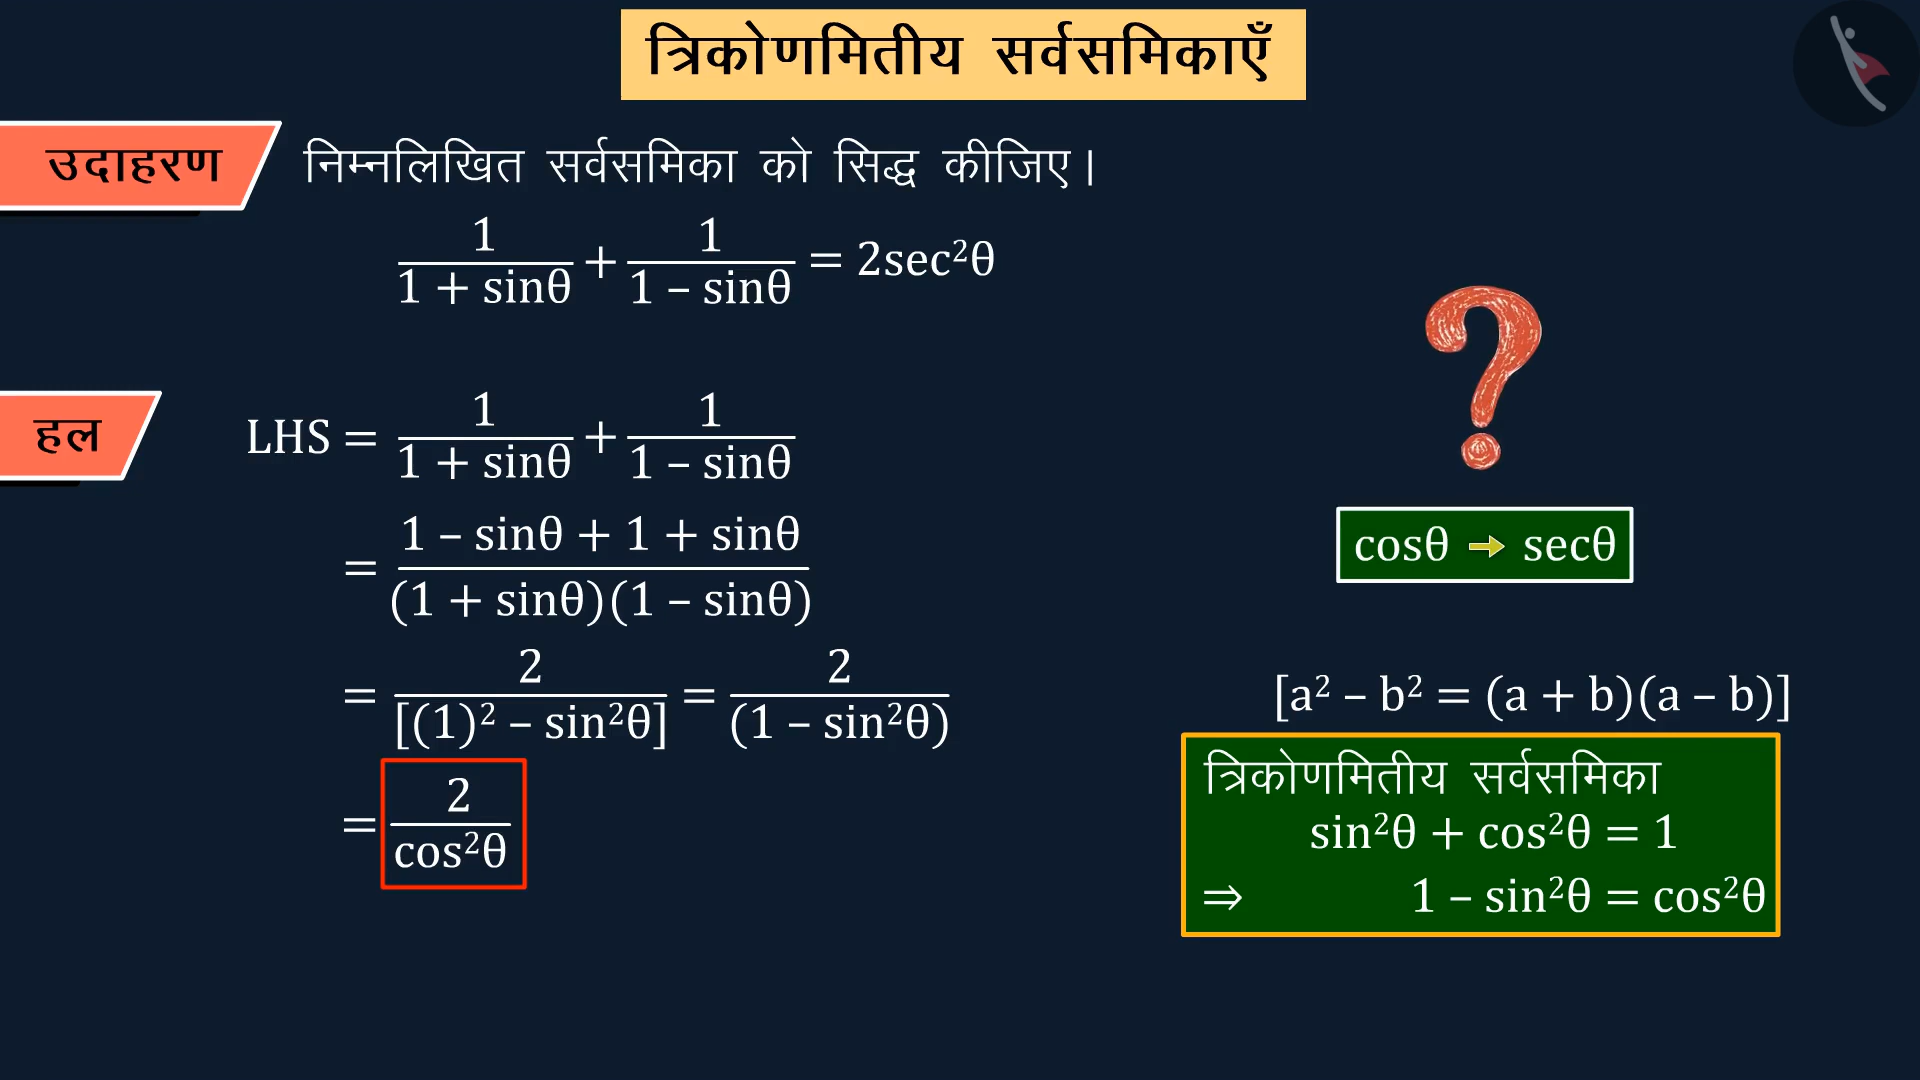 त्रिकोणमितीय सर्वसमिकाएँ
उदाहरण निम्नलिखित सर्वसमिका को सिद्ध कीजिए।
1/(1 + sinθ) + 1/(1 – sinθ) = 2sec²θ
हल LHS = 1/(1 + sinθ) + 1/(1 – sinθ)
= (1 – sinθ + 1 + sinθ)/((1 + sinθ)(1 – sinθ))
= 2/[(1)² – sin²θ] = 2/(1 – sin²θ)
= 2/cos²θ
?
cosθ → secθ
[a² – b² = (a + b)(a – b)]
त्रिकोणमितीय सर्वसमिका
sin²θ + cos²θ = 1
⇒ 1 – sin²θ = cos²θ